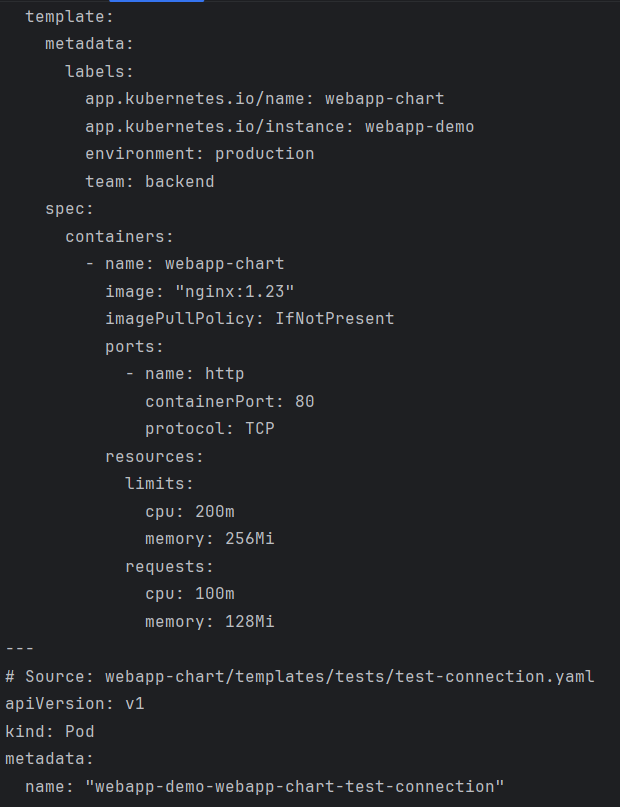 template:
    metadata:
      labels:
        app.kubernetes.io/name: webapp-chart
        app.kubernetes.io/instance: webapp-demo
        environment: production
        team: backend
    spec:
      containers:
        - name: webapp-chart
          image: "nginx:1.23"
          imagePullPolicy: IfNotPresent
          ports:
            - name: http
              containerPort: 80
              protocol: TCP
          resources:
            limits:
              cpu: 200m
              memory: 256Mi
            requests:
              cpu: 100m
              memory: 128Mi
---
# Source: webapp-chart/templates/tests/test-connection.yaml
apiVersion: v1
kind: Pod
metadata:
  name: "webapp-demo-webapp-chart-test-connection"